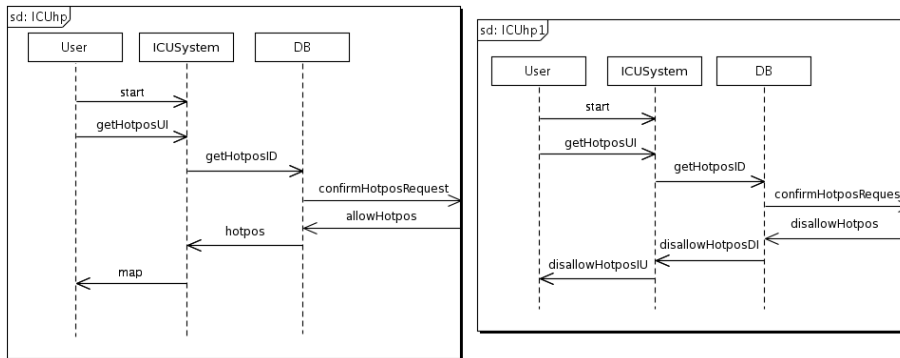 sd: ICUhp
User
ICUSystem
DB
start
getHotposUI
getHotposID
confirmHotposRequest
allowHotpos
hotpos
map
sd: ICUhp1
User
ICUSystem
DB
start
getHotposUI
getHotposID
confirmHotposReques
disallowHotpos
disallowHotposDI
disallowHotposIU